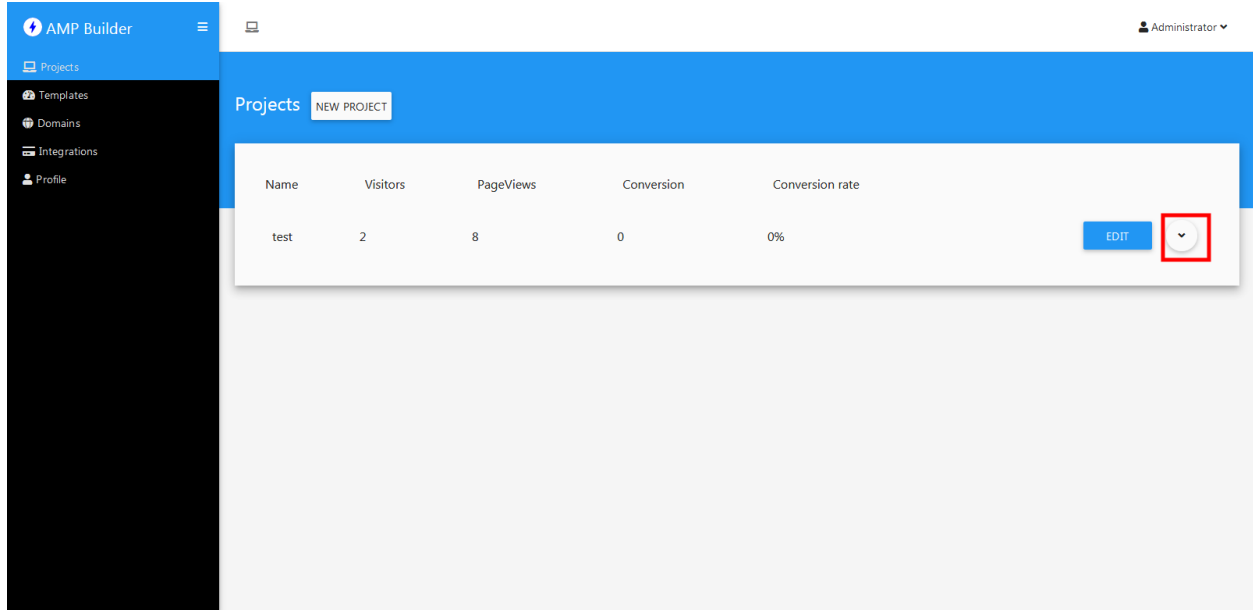 AMP Builder
Administrator
Projects
Templates
Domains
Integrations
Profile
Projects NEW PROJECT
Name Visitors PageViews Conversion Conversion rate
test 2 8 0 0% EDIT